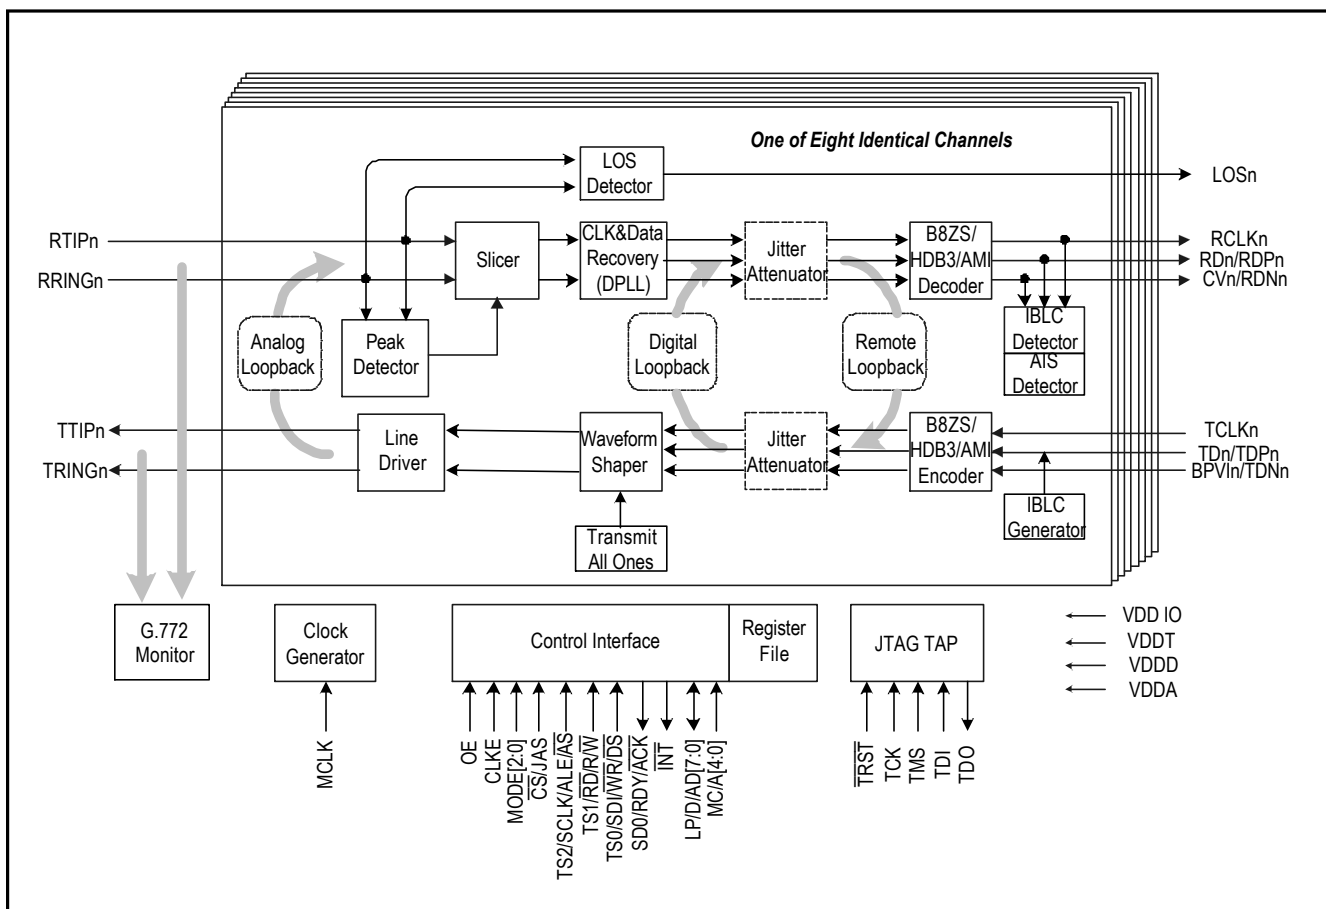 One of Eight Identical Channels
LOS
Detector
LOSn
RTIPn
RRINGn
Slicer
CLK&Data
Recovery
(DPLL)
Jitter
Attenuator
B8ZS/
HDB3/AMI
Decoder
RCLKn
RDn/RDPn
CVn/RDNn
Analog
Loopback
Peak
Detector
Digital
Loopback
Remote
Loopback
IBLC
Detector
AIS
Detector
TTIPn
TRINGn
Line
Driver
Waveform
Shaper
Jitter
Attenuator
B8ZS/
HDB3/AMI
Encoder
TCLKn
TDn/TDPn
BPVIn/TDNn
Transmit
All Ones
IBLC
Generator
G.772
Monitor
Clock
Generator
Control Interface
Register
File
JTAG TAP
VDD IO
VDDT
VDDD
VDDA
MCLK
OE
CLKE
MODE[2:0]
CS/JAS
TS2/SCLK/ALE/AS
TS1/RD/R/W
TS0/SDI/WR/DS
SD0/RDY/ACK
INT
LP/D/AD[7:0]
MC/A[4:0]
TRST
TCK
TMS
TDI
TDO